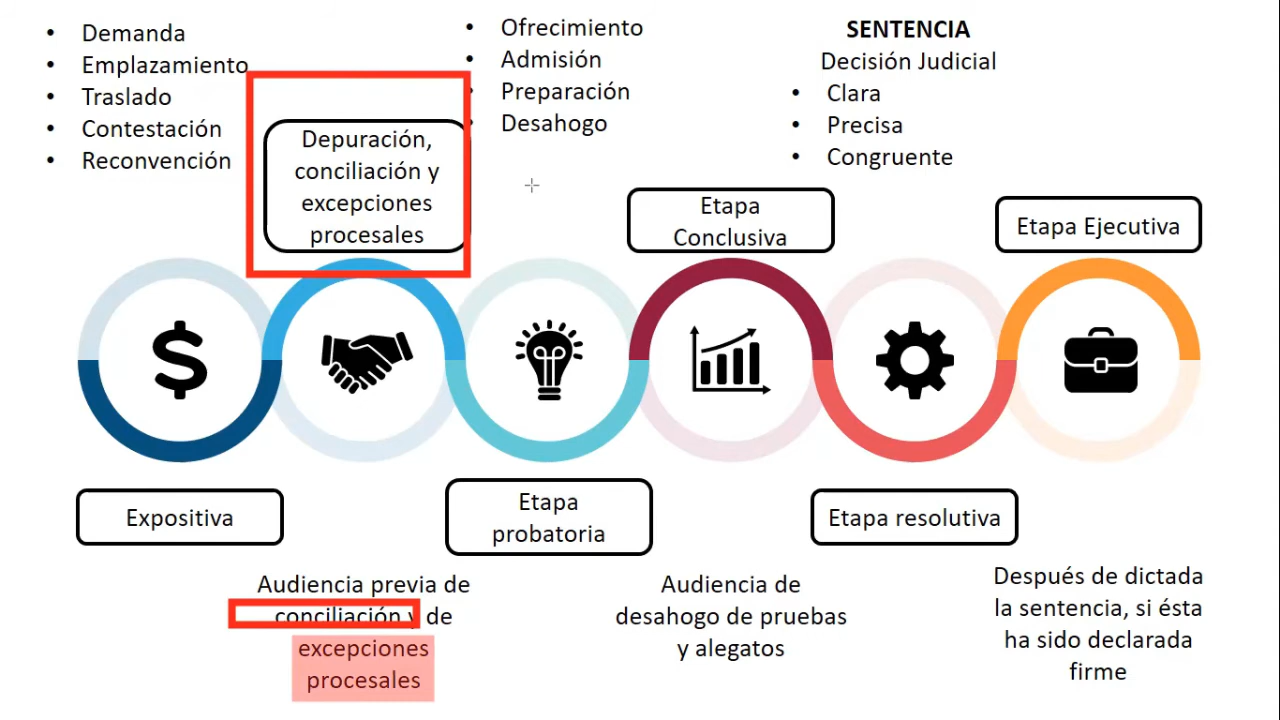 • Demanda
• Emplazamiento
• Traslado
• Contestación
• Reconvención
Depuración,
conciliación y
excepciones
procesales
• Ofrecimiento
• Admisión
• Preparación
• Desahogo
SENTENCIA
Decisión Judicial
• Clara
• Precisa
• Congruente
Etapa
Conclusiva
Etapa Ejecutiva
Expositiva
Etapa
probatoria
Etapa resolutiva
Audiencia previa de
conciliación y de
excepciones
procesales
Audiencia de
desahogo de pruebas
y alegatos
Después de dictada
la sentencia, si ésta
ha sido declarada
firme